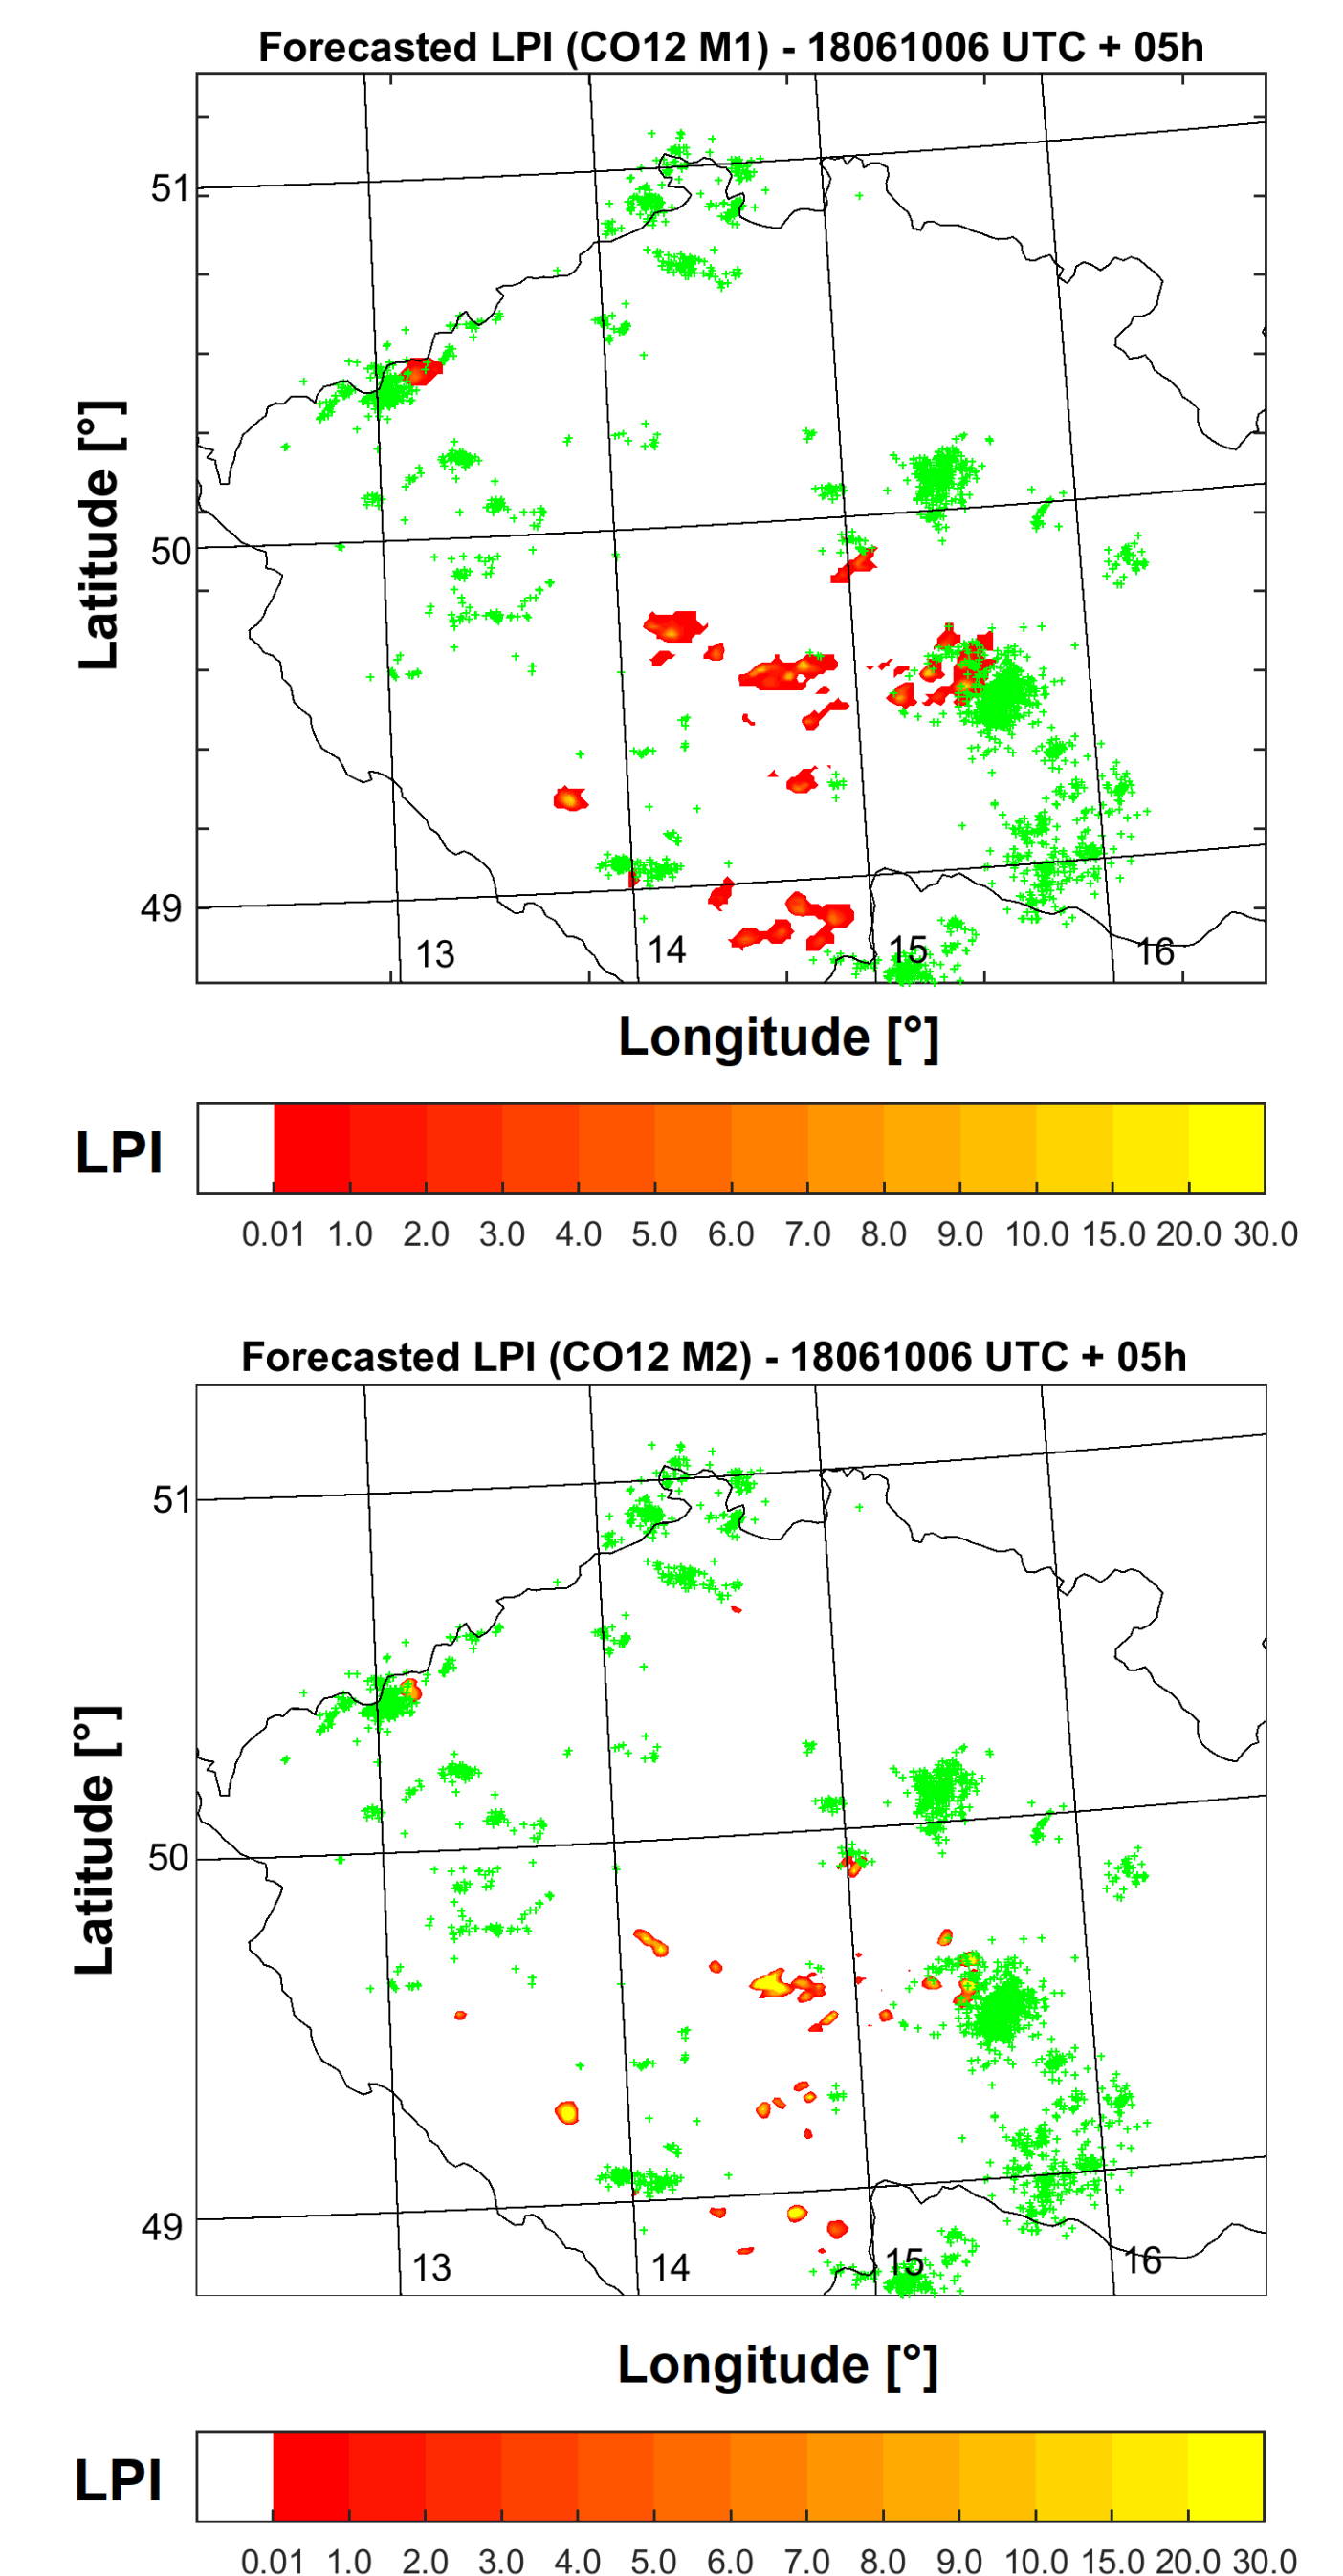 Forecasted LPI (CO12 M1) - 18061006 UTC + 05h
51
50
49
Latitude [°]
13 14 15 16
Longitude [°]
LPI
0.01 1.0 2.0 3.0 4.0 5.0 6.0 7.0 8.0 9.0 10.0 15.0 20.0 30.0
Forecasted LPI (CO12 M2) - 18061006 UTC + 05h
51
50
49
Latitude [°]
13 14 15 16
Longitude [°]
LPI
0.01 1.0 2.0 3.0 4.0 5.0 6.0 7.0 8.0 9.0 10.0 15.0 20.0 30.0